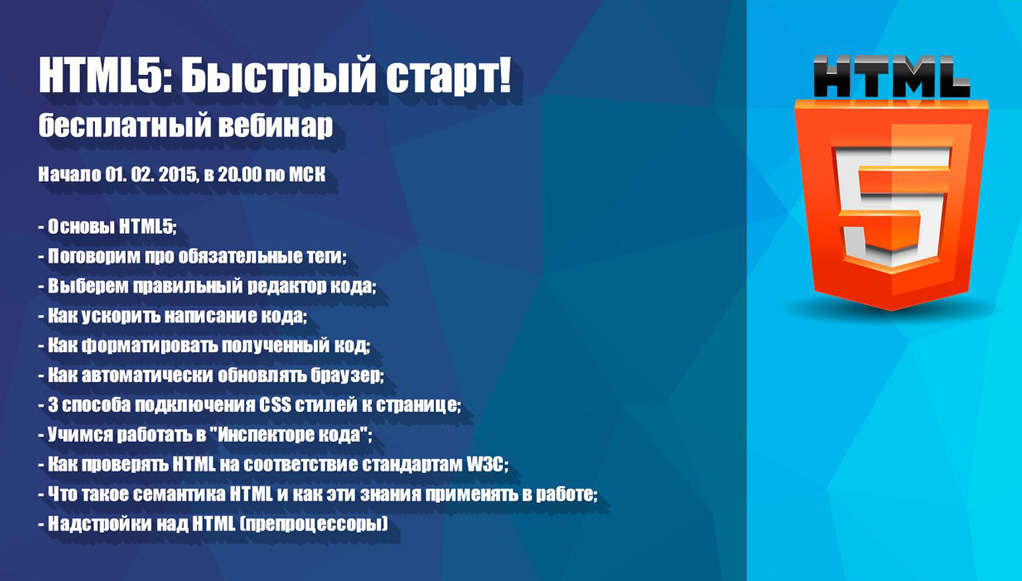 HTML5: Быстрый старт!
бесплатный вебинар
Начало 01. 02. 2015, в 20.00 по МСК
- Основы HTML5;
- Поговорим про обязательные теги;
- Выберем правильный редактор кода;
- Как ускорить написание кода;
- Как форматировать полученный код;
- Как автоматически обновлять браузер;
- 3 способа подключения CSS стилей к странице;
- Учимся работать в "Инспекторе кода";
- Как проверять HTML на соответствие стандартам W3C;
- Что такое семантика HTML и как эти знания применять в работе;
- Надстройки над HTML (препроцессоры)
HTML
5